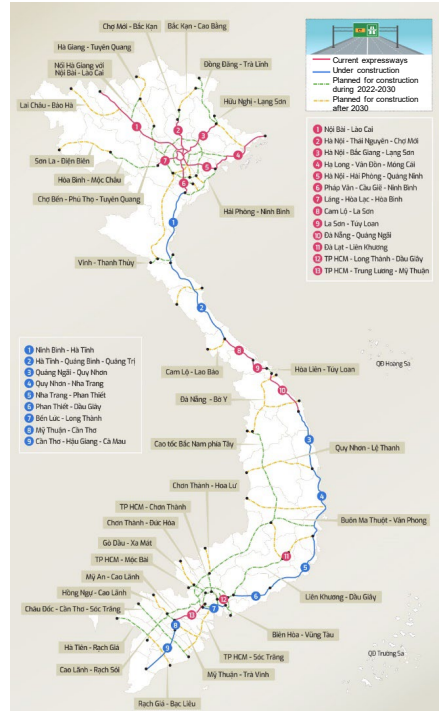 Chợ Mới - Bắc Kạn
Bắc Kạn - Cao Bằng
Hà Giang - Tuyên Quang
Nội Hà Giang với
Nội Bài - Lào Cai
Đồng Đăng - Trà Lĩnh
Lai Châu - Bảo Hà
Hữu Nghị - Lạng Sơn
Current expressways
Under construction
Planned for construction
during 2022-2030
Planned for construction
after 2030
1 Nội Bài - Lào Cai
2 Hà Nội - Thái Nguyên - Chợ Mới
3 Hà Nội - Bắc Giang - Lạng Sơn
4 Hạ Long - Vân Đồn - Móng Cái
5 Hà Nội - Hải Phòng - Quảng Ninh
6 Pháp Vân - Cầu Giẽ - Ninh Bình
7 Láng - Hòa Lạc - Hòa Bình
8 Cam Lộ - La Sơn
9 La Sơn - Túy Loan
10 Đà Nẵng - Quảng Ngãi
11 Đà Lạt - Liên Khương
12 TP HCM - Long Thành - Dầu Giây
13 TP HCM - Trung Lương - Mỹ Thuận
Sơn La - Điện Biên
Hòa Bình - Mộc Châu
Chợ Bến - Phú Thọ - Tuyên Quang
Hải Phòng - Ninh Bình
Vinh - Thanh Thủy
1 Ninh Bình - Hà Tĩnh
2 Hà Tĩnh - Quảng Bình - Quảng Trị
3 Quảng Ngãi - Quy Nhơn
4 Quy Nhơn - Nha Trang
5 Nha Trang - Phan Thiết
6 Phan Thiết - Dầu Giây
7 Bến Lức - Long Thành
8 Mỹ Thuận - Cần Thơ
9 Cần Thơ - Hậu Giang - Cà Mau
Cam Lộ - Lao Bảo
Hòa Liên - Túy Loan
QĐ Hoàng Sa
Đà Nẵng - Bờ Y
Cao tốc Bắc Nam phía Tây
Quy Nhơn - Lệ Thanh
Chơn Thành - Hoa Lư
TP HCM - Chơn Thành
Chơn Thành - Đức Hòa
Buôn Ma Thuột - Vân Phong
Gò Dầu - Xa Mát
TP HCM - Mộc Bài
Mỹ An - Cao Lãnh
Hồng Ngự - Cao Lãnh
Liên Khương - Dầu Giây
Châu Đốc - Cần Thơ - Sóc Trăng
Biên Hòa - Vũng Tàu
Hà Tiên - Rạch Giá
TP HCM - Sóc Trăng
QĐ Trường Sa
Cao Lãnh - Rạch Sỏi
Mỹ Thuận - Trà Vinh
Rạch Giá - Bạc Liêu